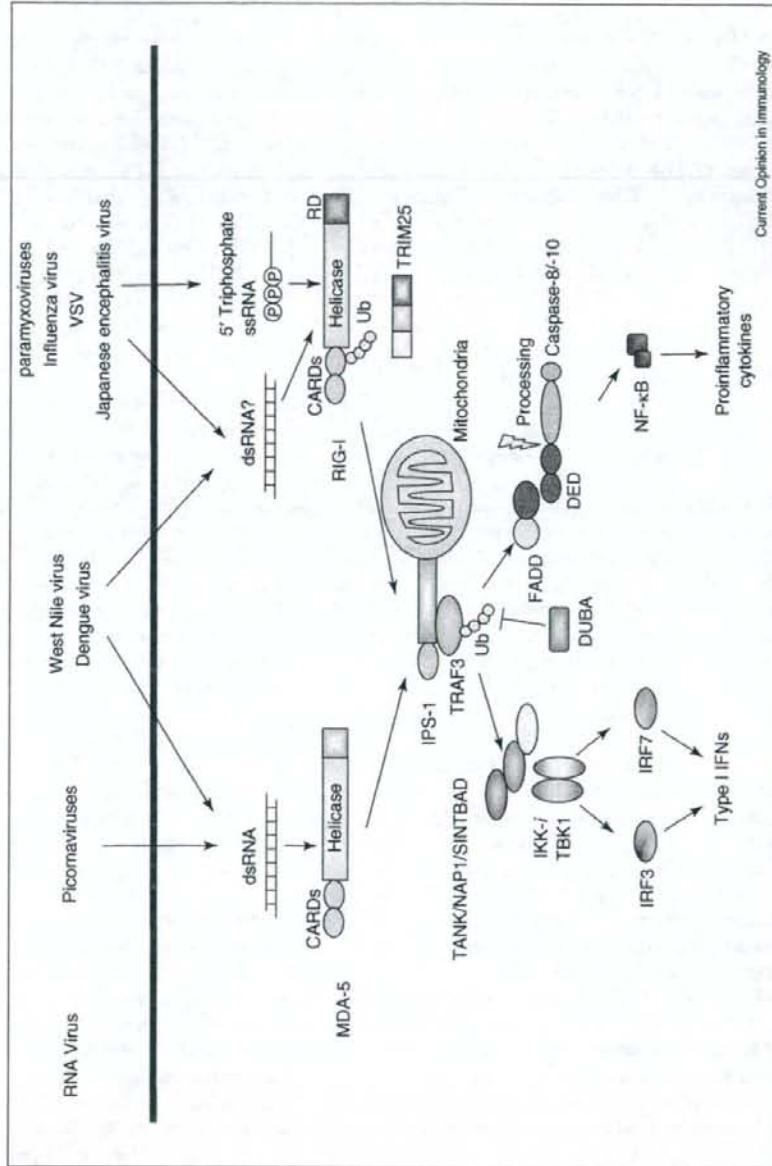 RNA Virus
Picornaviruses
West Nile virus
Dengue virus
paramyxoviruses
Influenza virus
VSV
Japanese encephalitis virus
dsRNA
dsRNA?
5' Triphosphate
ssRNA
PPP
CARDs
Helicase
MDA-5
CARDs
Helicase
RD
Ub
RIG-I
TRIM25
IPS-1
Mitochondria
TRAF3
Ub
DUBA
FADD
DED
Processing
Caspase-8/-10
TANK/NAP1/SINTBAD
IKK-i
TBK1
IRF3
IRF7
Type I IFNs
NF-κB
Proinflammatory
cytokines
Current Opinion in Immunology